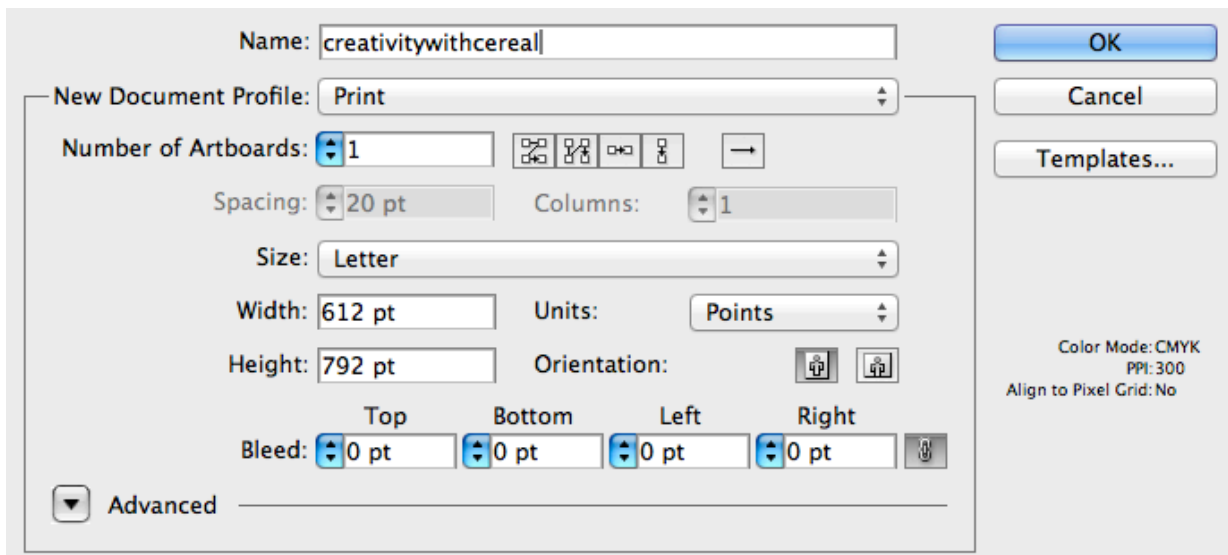 Name: creativitywithcereal OK
New Document Profile: Print Cancel
Number of Artboards: 1 Templates...
Spacing: 20 pt Columns: 1
Size: Letter
Width: 612 pt Units: Points
Height: 792 pt Orientation:
Color Mode: CMYK
PPI: 300
Align to Pixel Grid: No
Top Bottom Left Right
Bleed: 0 pt 0 pt 0 pt 0 pt
Advanced